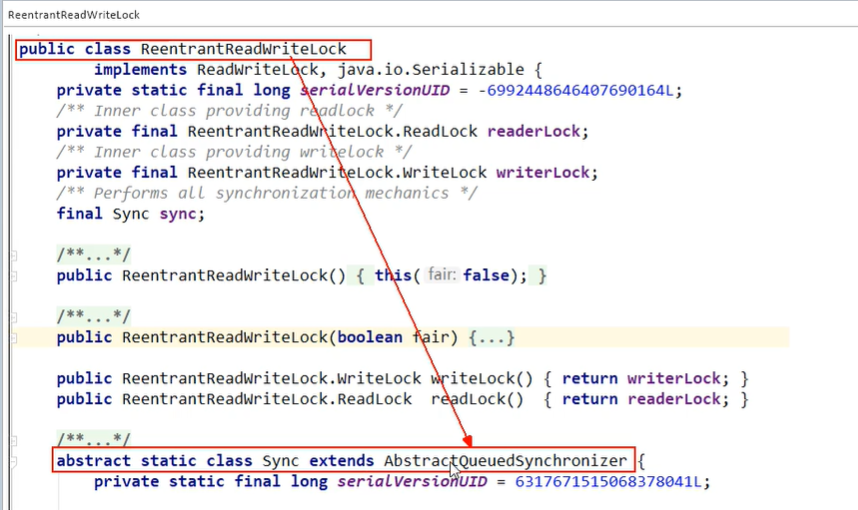 ReentrantReadWriteLock
public class ReentrantReadWriteLock
implements ReadWriteLock, java.io.Serializable {
private static final long serialVersionUID = -6992448646407690164L;
/** Inner class providing readlock */
private final ReentrantReadWriteLock.ReadLock readerLock;
/** Inner class providing writelock */
private final ReentrantReadWriteLock.WriteLock writerLock;
/** Performs all synchronization mechanics */
final Sync sync;
/**...*/
public ReentrantReadWriteLock() { this( fair: false); }
/**...*/
public ReentrantReadWriteLock(boolean fair) {...}
public ReentrantReadWriteLock.WriteLock writeLock() { return writerLock; }
public ReentrantReadWriteLock.ReadLock readLock() { return readerLock; }
/**...*/
abstract static class Sync extends AbstractQueuedSynchronizer {
private static final long serialVersionUID = 6317671515068378041L;